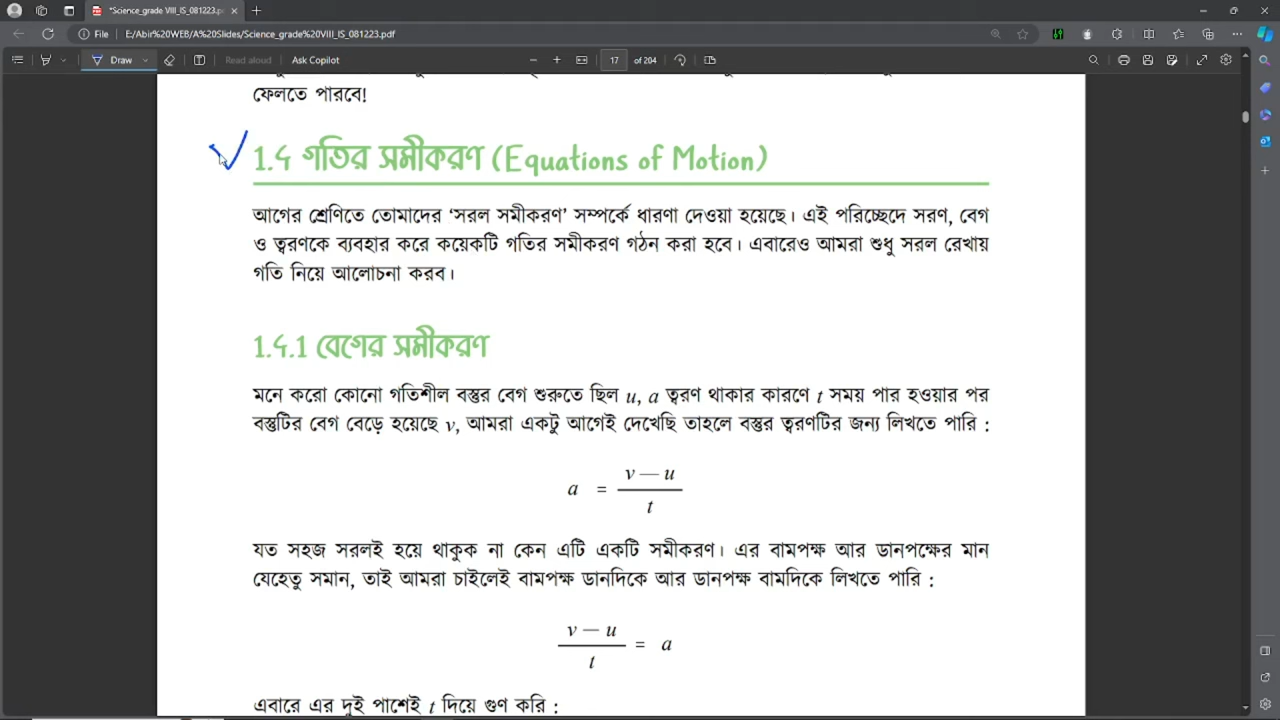 *Science_grade VIII_IS_081223.p
File
E:/Abir%20WEB/A%20Slides/Science_grade%20VIII_IS_081223.pdf
Draw
Read aloud
Ask Copilot
17
of 204
ফেলতে পারবে!
1.4 গতির সমীকরণ (Equations of Motion)
আগের শ্রেণিতে তোমাদের ‘সরল সমীকরণ’ সম্পর্কে ধারণা দেওয়া হয়েছে। এই পরিচ্ছেদে সরণ, বেগ
ও ত্বরণকে ব্যবহার করে কয়েকটি গতির সমীকরণ গঠন করা হবে। এবারেও আমরা শুধু সরল রেখায়
গতি নিয়ে আলোচনা করব।
1.4.1 বেগের সমীকরণ
মনে করো কোনো গতিশীল বস্তুর বেগ শুরুতে ছিল u, a ত্বরণ থাকার কারণে t সময় পার হওয়ার পর
বস্তুটির বেগ বেড়ে হয়েছে v, আমরা একটু আগেই দেখেছি তাহলে বস্তুর ত্বরণটির জন্য লিখতে পারি :
v — u
a =
t
যত সহজ সরলই হয়ে থাকুক না কেন এটি একটি সমীকরণ। এর বামপক্ষ আর ডানপক্ষের মান
যেহেতু সমান, তাই আমরা চাইলেই বামপক্ষ ডানদিকে আর ডানপক্ষ বামদিকে লিখতে পারি :
v — u
= a
t
এবারে এর দুই পাশেই t দিয়ে গুণ করি :